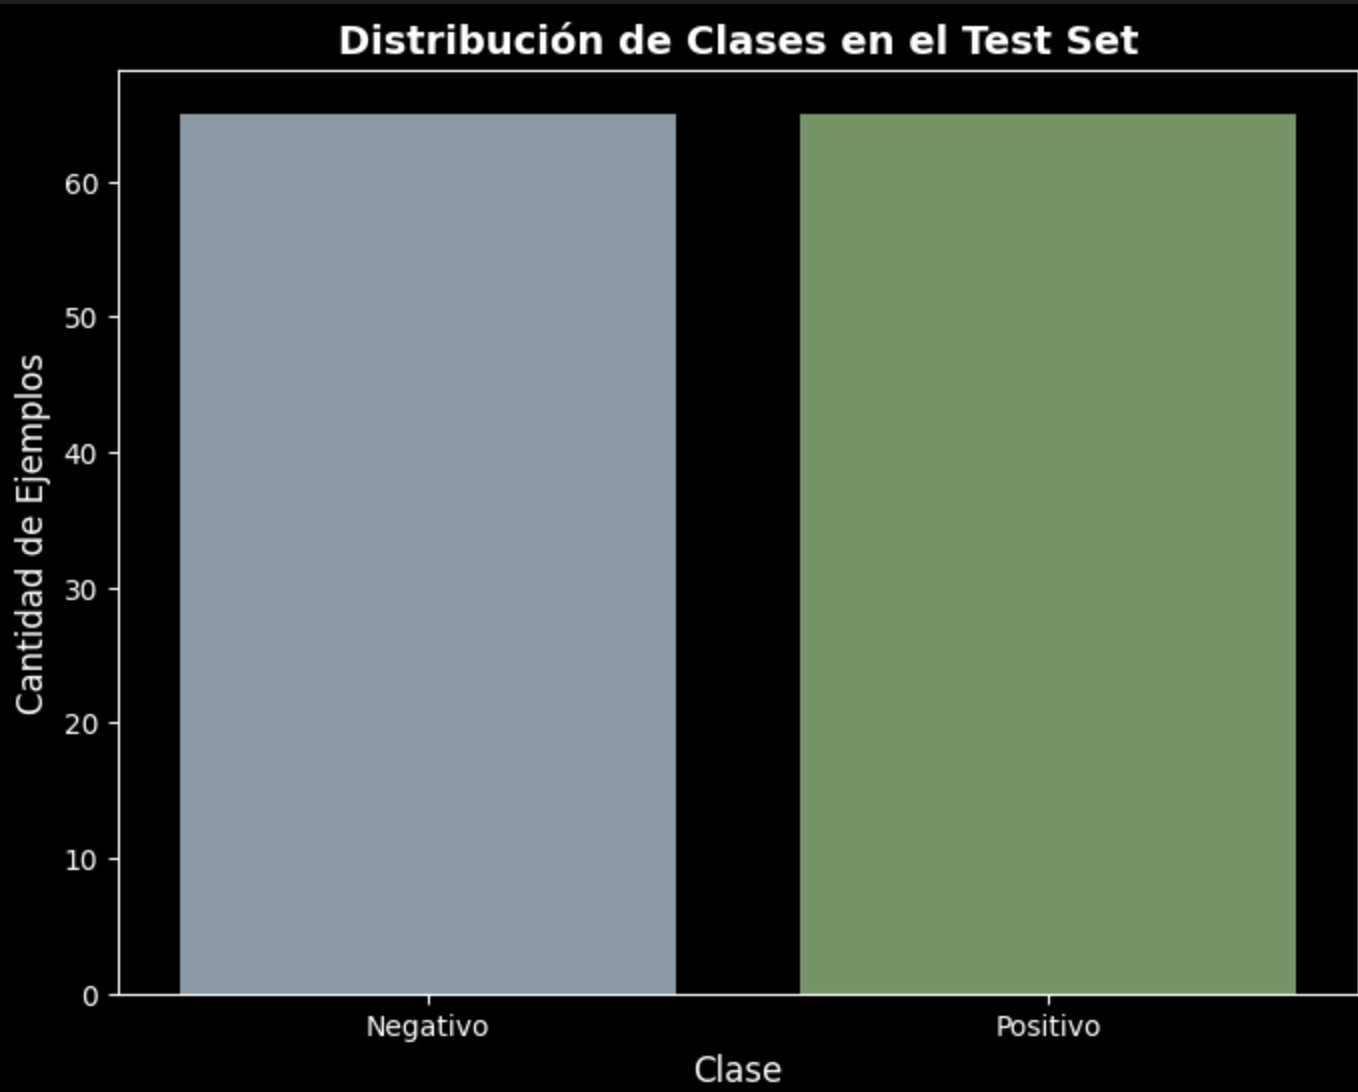 Distribución de Clases en el Test Set
Cantidad de Ejemplos
60
50
40
30
20
10
0
Negativo
Positivo
Clase